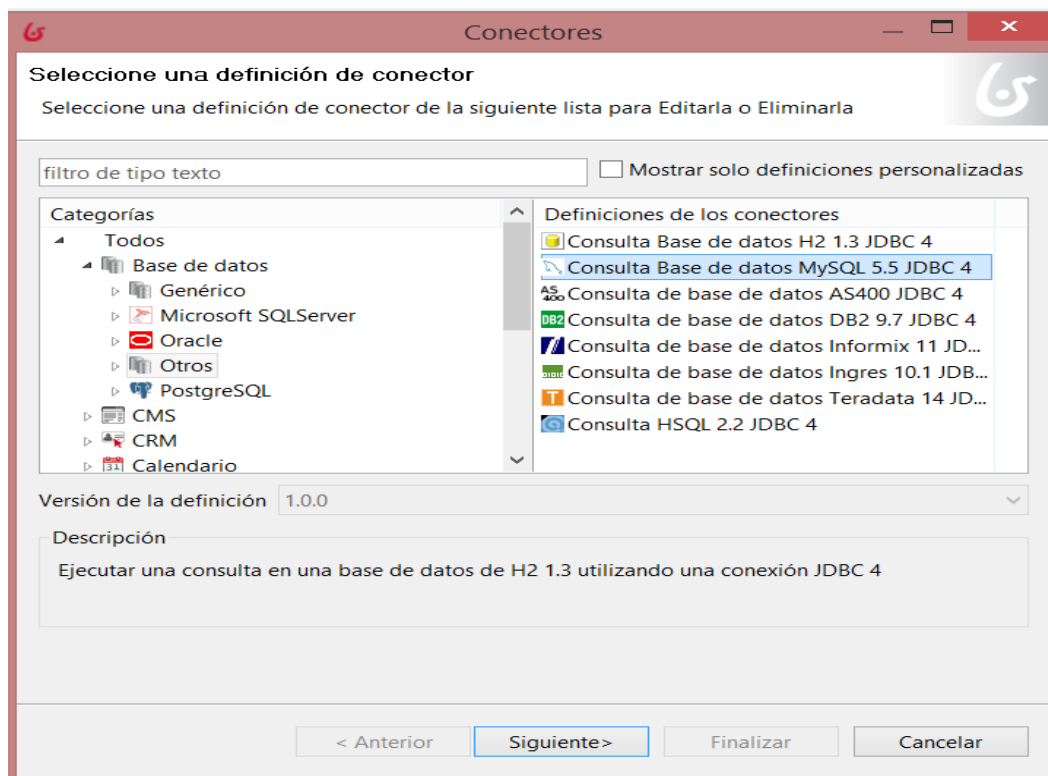 Conectores
Seleccione una definición de conector
Seleccione una definición de conector de la siguiente lista para Editarla o Eliminarla
filtro de tipo texto
Mostrar solo definiciones personalizadas
Categorías
Todos
Base de datos
Genérico
Microsoft SQLServer
Oracle
Otros
PostgreSQL
CMS
CRM
31 Calendario
Definiciones de los conectores
Consulta Base de datos H2 1.3 JDBC 4
Consulta Base de datos MySQL 5.5 JDBC 4
AS400 Consulta de base de datos AS400 JDBC 4
DB2 Consulta de base de datos DB2 9.7 JDBC 4
Consulta de base de datos Informix 11 JD...
Consulta de base de datos Ingres 10.1 JDB...
T Consulta de base de datos Teradata 14 JD...
Consulta HSQL 2.2 JDBC 4
Versión de la definición 1.0.0
Descripción
Ejecutar una consulta en una base de datos de H2 1.3 utilizando una conexión JDBC 4
< Anterior
Siguiente>
Finalizar
Cancelar